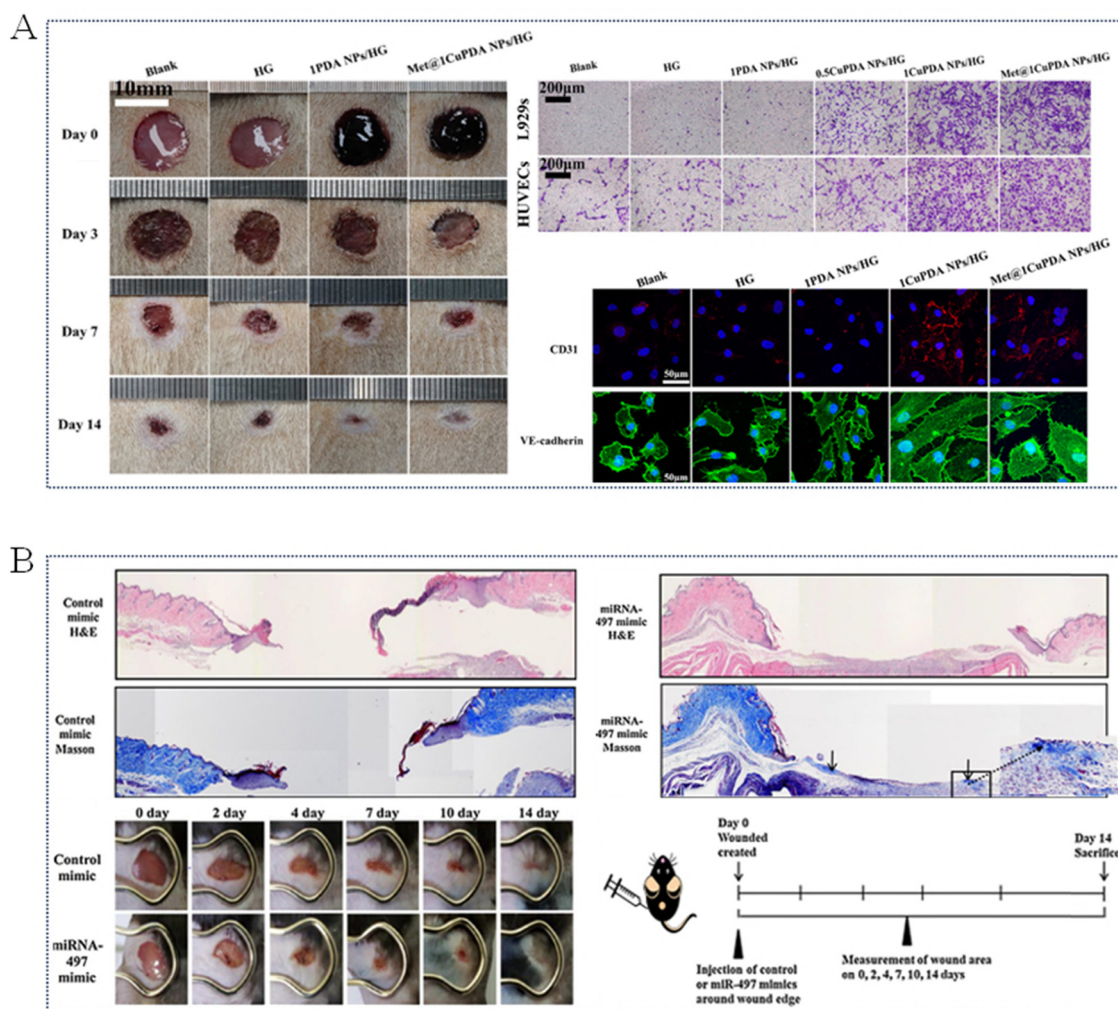 A
Blank
HG
1PDA NPs/HG
Met@1CuPDA NPs/HG
10mm
Day 0
Day 3
Day 7
Day 14
Blank
HG
1PDA NPs/HG
0.5CuPDA NPs/HG
1CuPDA NPs/HG
Met@1CuPDA NPs/HG
200μm
L929s
200μm
HUVECs
Blank
HG
1PDA NPs/HG
1CuPDA NPs/HG
Met@1CuPDA NPs/HG
CD31
50μm
VE-cadherin
50μm
B
Control
mimic
H&E
Control
mimic
Masson
miRNA-
497 mimic
H&E
miRNA-
497 mimic
Masson
0 day
2 day
4 day
7 day
10 day
14 day
Control
mimic
miRNA-
497
mimic
Day 0
Wounded
created
Day 14
Sacrifice
Injection of control
or miR-497 mimics
around wound edge
Measurement of wound area
on 0, 2, 4, 7, 10, 14 days